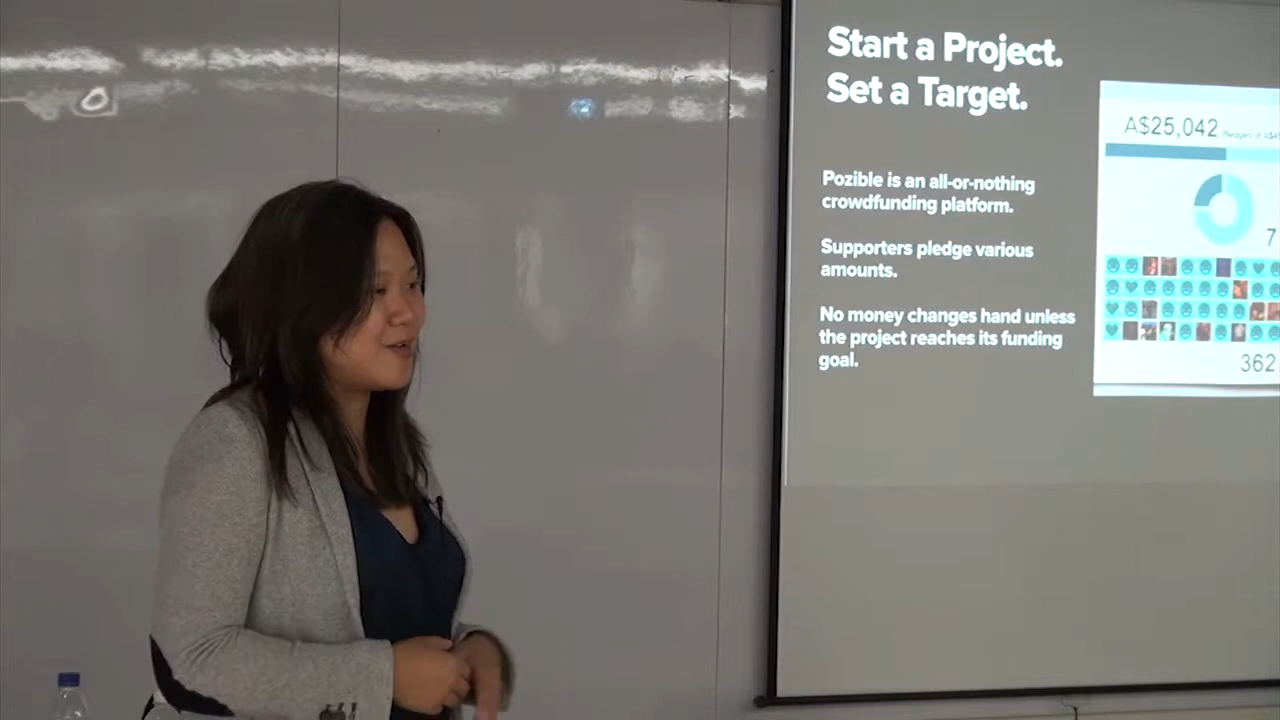 Start a Project.
Set a Target.
Pozible is an all-or-nothing
crowdfunding platform.
Supporters pledge various
amounts.
No money changes hand unless
the project reaches its funding
goal.
A$25,042
7
362